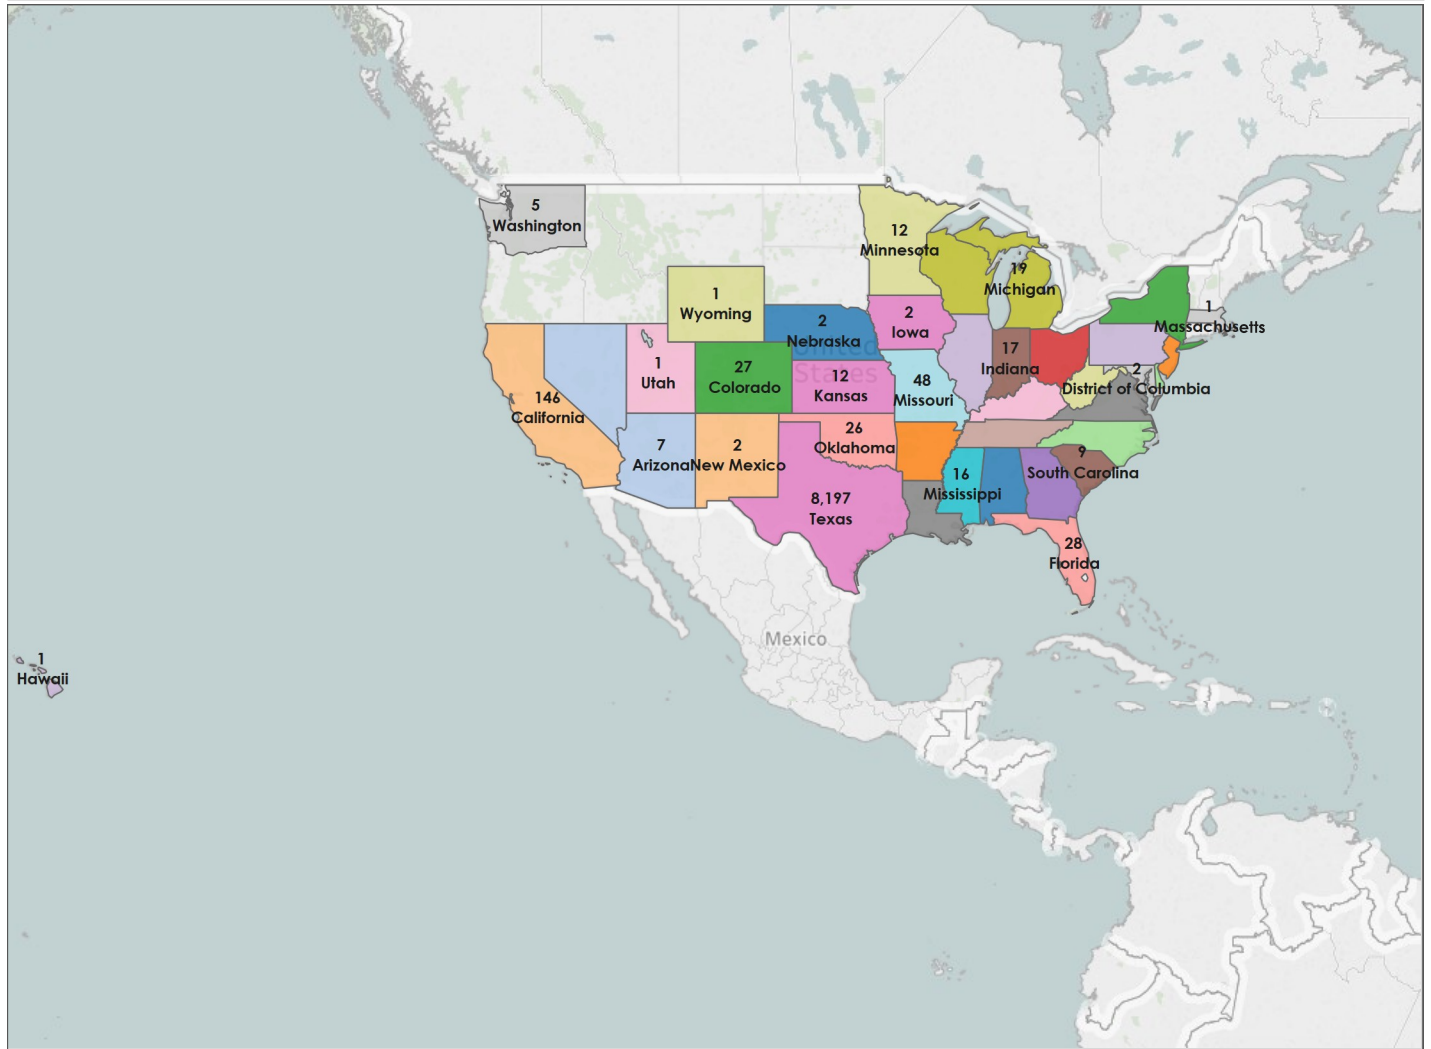 5
Washington
12
Minnesota
19
Michigan
1
Wyoming
2
Nebraska
2
Iowa
1
Massachusetts
United
States
1
Utah
27
Colorado
12
Kansas
48
Missouri
17
Indiana
2
District of Columbia
146
California
7
Arizona
2
New Mexico
26
Oklahoma
16
Mississippi
9
South Carolina
8,197
Texas
28
Florida
Mexico
1
Hawaii